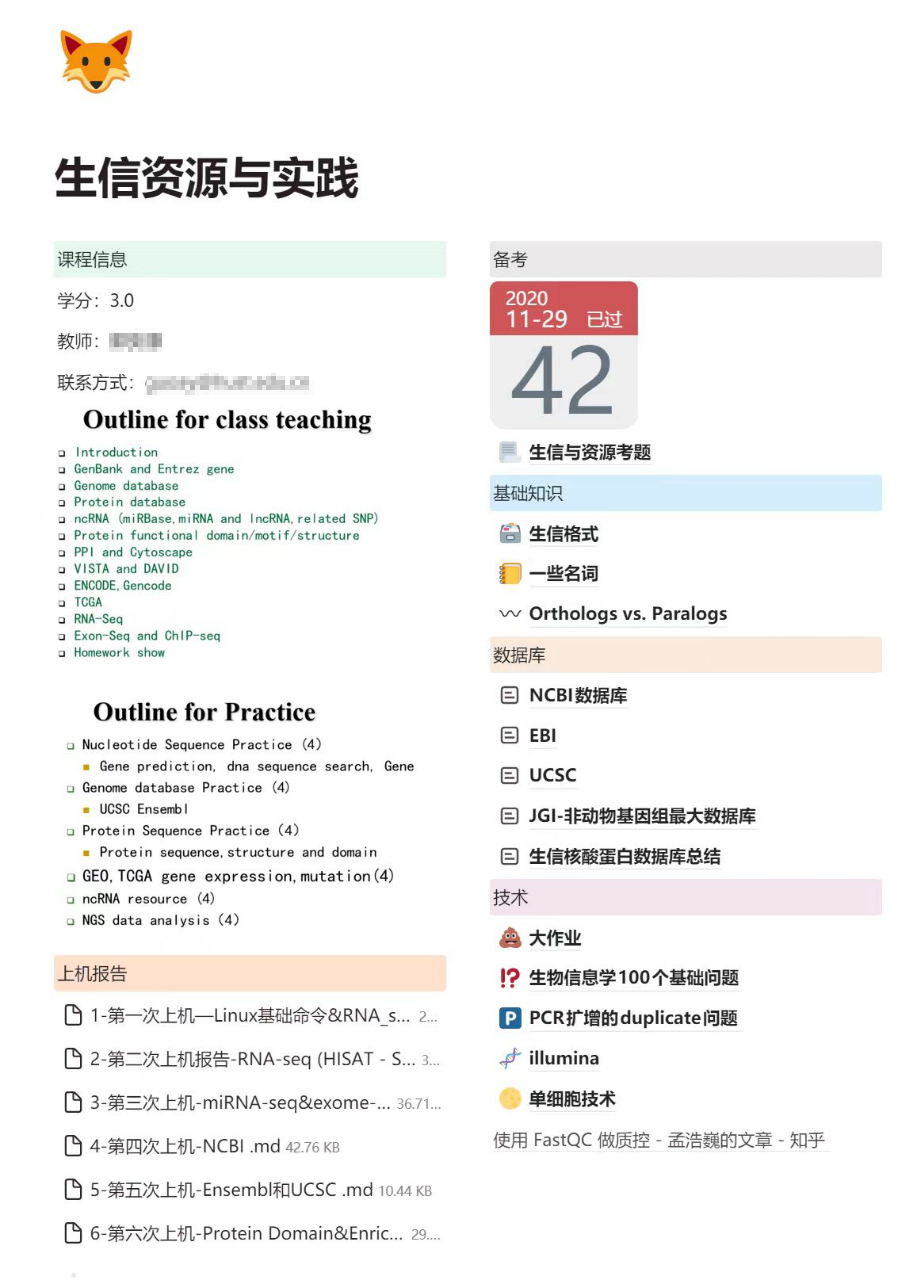 生信资源与实践
课程信息
学分：3.0
教师：
联系方式：
Outline for class teaching
Introduction
GenBank and Entrez gene
Genome database
Protein database
ncRNA (miRBase,miRNA and lncRNA,related SNP)
Protein functional domain/motif/structure
PPI and Cytoscape
VISTA and DAVID
ENCODE,Gencode
TCGA
RNA-Seq
Exon-Seq and ChIP-seq
Homework show
Outline for Practice
Nucleotide Sequence Practice (4)
Gene prediction, dna sequence search, Gene
Genome database Practice (4)
UCSC Ensembl
Protein Sequence Practice (4)
Protein sequence,structure and domain
GEO,TCGA gene expression,mutation(4)
ncRNA resource (4)
NGS data analysis (4)
上机报告
1-第一次上机—Linux基础命令&RNA_s... 2...
2-第二次上机报告-RNA-seq (HISAT - S... 3...
3-第三次上机-miRNA-seq&exome-... 36.71...
4-第四次上机-NCBI .md 42.76 KB
5-第五次上机-Ensembl和UCSC .md 10.44 KB
6-第六次上机-Protein Domain&Enric... 29....
备考
2020
11-29 已过
42
生信与资源考题
基础知识
生信格式
一些名词
Orthologs vs. Paralogs
数据库
NCBI数据库
EBI
UCSC
JGI-非动物基因组最大数据库
生信核酸蛋白数据库总结
技术
大作业
生物信息学100个基础问题
PCR扩增的duplicate问题
illumina
单细胞技术
使用 FastQC 做质控 - 孟浩巍的文章 - 知乎